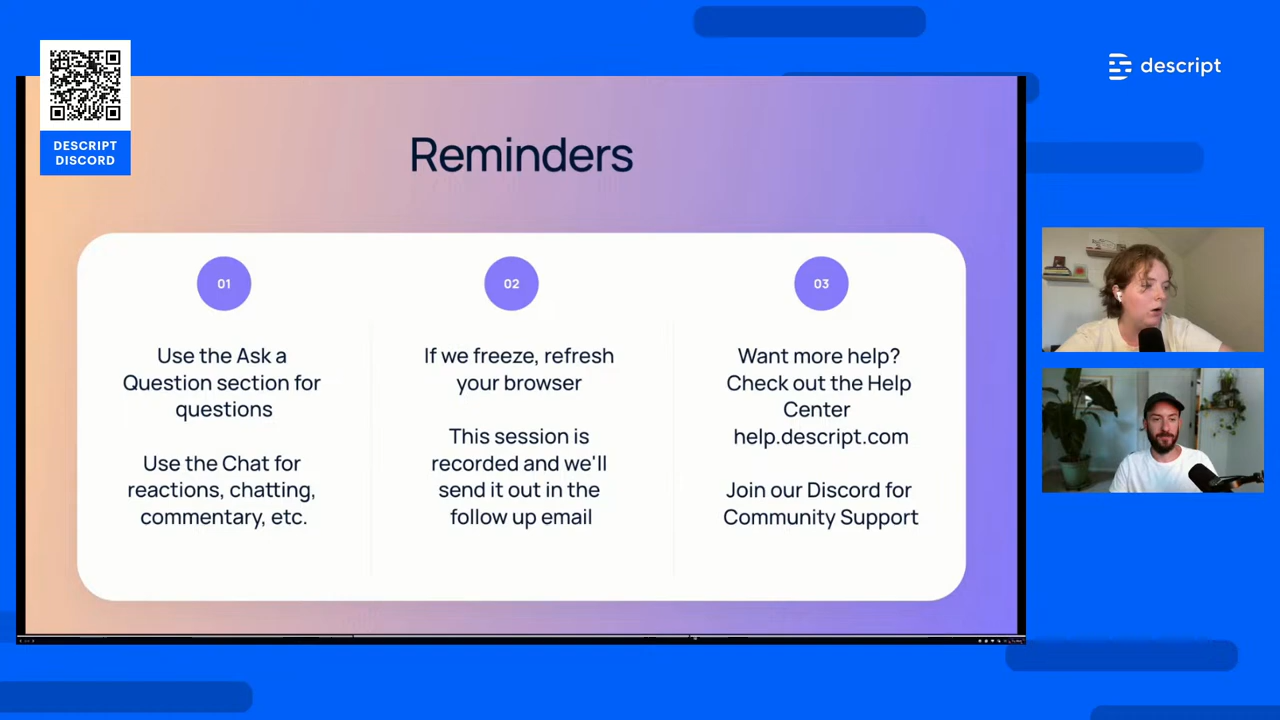 DESCRIPT
DISCORD
descript
Reminders
01
Use the Ask a
Question section for
questions
Use the Chat for
reactions, chatting,
commentary, etc.
02
If we freeze, refresh
your browser
This session is
recorded and we'll
send it out in the
follow up email
03
Want more help?
Check out the Help
Center
help.descript.com
Join our Discord for
Community Support